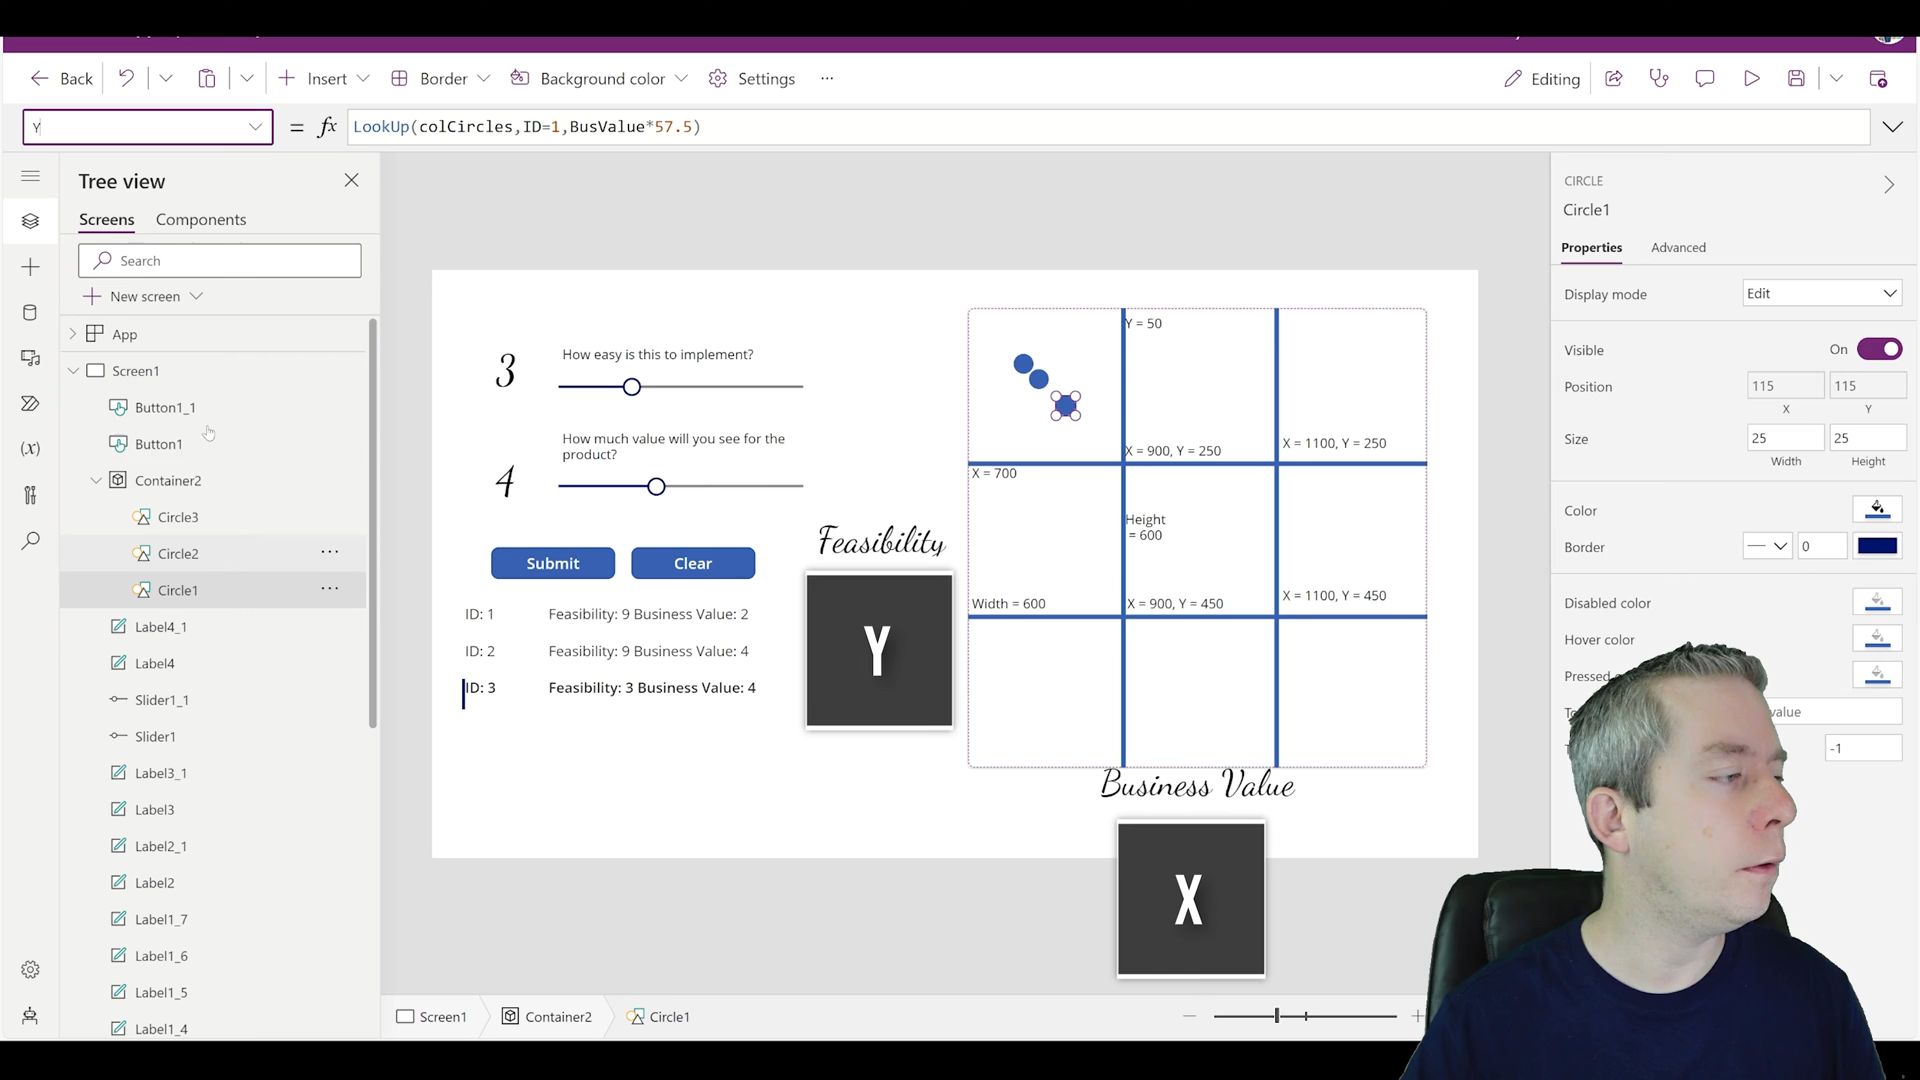 Back
Insert
Border
Background color
Settings
Editing
Y
= fx
LookUp(colCircles,ID=1,BusValue*57.5)
Tree view
Screens
Components
Search
New screen
App
Screen1
Button1_1
Button1
Container2
Circle3
Circle2
Circle1
Label4_1
Label4
Slider1_1
Slider1
Label3_1
Label3
Label2_1
Label2
Label1_7
Label1_6
Label1_5
Label1_4
3
How easy is this to implement?
4
How much value will you see for the
product?
Submit
Clear
ID: 1
Feasibility: 9 Business Value: 2
ID: 2
Feasibility: 9 Business Value: 4
ID: 3
Feasibility: 3 Business Value: 4
Feasibility
Y
Y = 50
X = 900, Y = 250
X = 1100, Y = 250
X = 700
Height
= 600
Width = 600
X = 900, Y = 450
X = 1100, Y = 450
Business Value
X
Screen1
Container2
Circle1
CIRCLE
Circle1
Properties
Advanced
Display mode
Edit
Visible
On
Position
115
115
X
Y
Size
25
25
Width
Height
Color
Border
0
Disabled color
Hover color
Pressed
value
-1